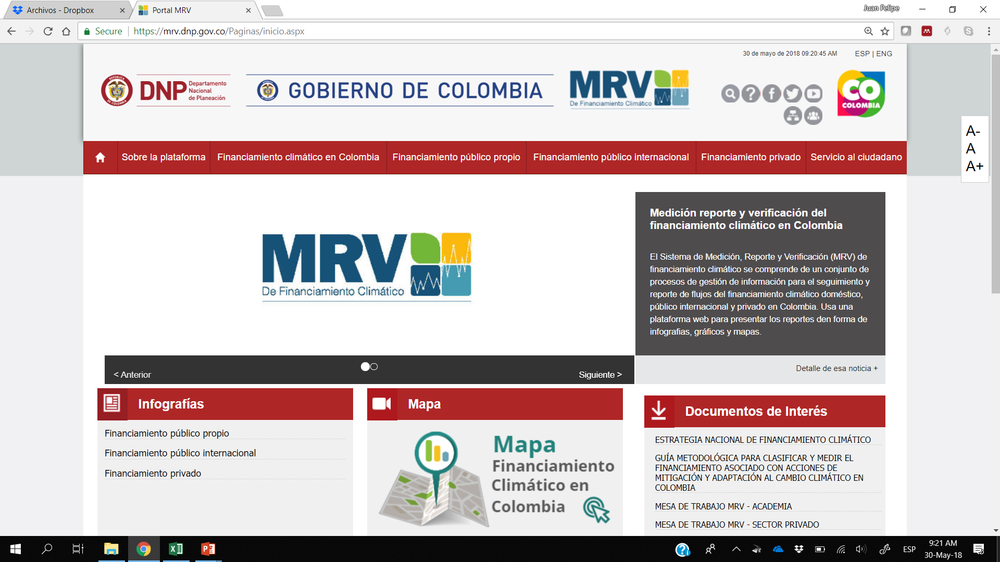 Archivos - Dropbox
Portal MRV
Juan Felipe
Secure
https://mrv.dnp.gov.co/Paginas/inicio.aspx
30 de mayo de 2018 09:20:45 AM
ESP | ENG
DNP
Departamento
Nacional
de Planeación
GOBIERNO DE COLOMBIA
MRV
De Financiamiento Climático
CO
COLOMBIA
A-
A
A+
Sobre la plataforma
Financiamiento climático en Colombia
Financiamiento público propio
Financiamiento público internacional
Financiamiento privado
Servicio al ciudadano
MRV
De Financiamiento Climático
Medición reporte y verificación del
financiamiento climático en Colombia
El Sistema de Medición, Reporte y Verificación (MRV) de
financiamiento climático se comprende de un conjunto de
procesos de gestión de información para el seguimiento y
reporte de flujos del financiamiento climático doméstico,
público internacional y privado en Colombia. Usa una
plataforma web para presentar los reportes den forma de
infografias, gráficos y mapas.
< Anterior
Siguiente >
Detalle de esa noticia +
Infografías
Financiamiento público propio
Financiamiento público internacional
Financiamiento privado
Mapa
Mapa
Financiamiento
Climático en
Colombia
Documentos de Interés
ESTRATEGIA NACIONAL DE FINANCIAMIENTO CLIMÁTICO
GUÍA METODOLÓGICA PARA CLASIFICAR Y MEDIR EL
FINANCIAMIENTO ASOCIADO CON ACCIONES DE
MITIGACIÓN Y ADAPTACIÓN AL CAMBIO CLIMÁTICO EN
COLOMBIA
MESA DE TRABAJO MRV - ACADEMIA
MESA DE TRABAJO MRV - SECTOR PRIVADO
ESP
9:21 AM
30-May-18